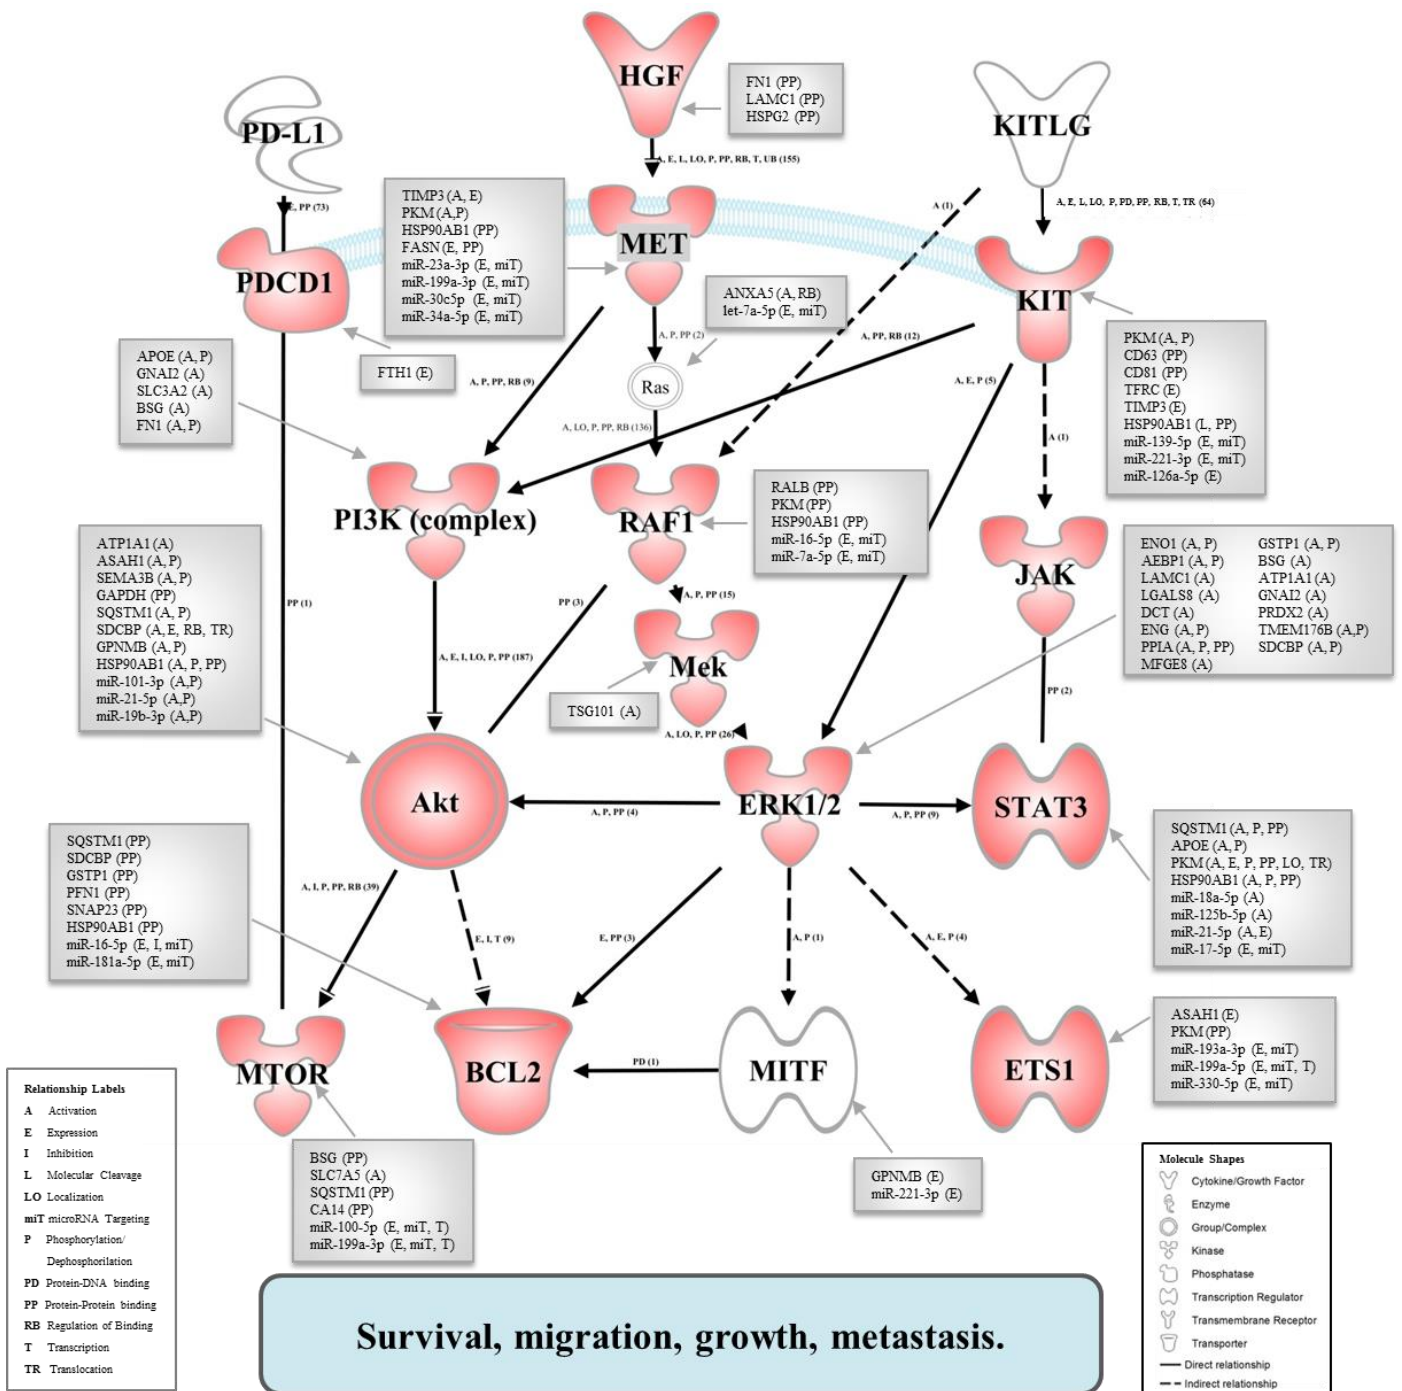 HGF
FN1 (PP)
LAMC1 (PP)
HSPG2 (PP)
PD-L1
KITLG
A, E, L, LO, P, PP, RB, T, UB (155)
E, PP (73)
A (1)
A, E, L, LO, P, PD, PP, RB, T, TR (64)
TIMP3 (A, E)
PKM (A,P)
HSP90AB1 (PP)
FASN (E, PP)
miR-23a-3p (E, miT)
miR-199a-3p (E, miT)
miR-30c5p (E, miT)
miR-34a-5p (E, miT)
MET
PDCD1
KIT
ANXA5 (A, RB)
let-7a-5p (E, miT)
A, P, PP (2)
A, PP, RB (12)
FTH1 (E)
A, P, PP, RB (9)
Ras
A, E, P (5)
APOE (A, P)
GNAI2 (A)
SLC3A2 (A)
BSG (A)
FN1 (A, P)
PKM (A, P)
CD63 (PP)
CD81 (PP)
TFRC (E)
TIMP3 (E)
HSP90AB1 (L, PP)
miR-139-5p (E, miT)
miR-221-3p (E, miT)
miR-126a-5p (E)
A, LO, P, PP, RB (136)
A (1)
PI3K (complex)
RAF1
RALB (PP)
PKM (PP)
HSP90AB1 (PP)
miR-16-5p (E, miT)
miR-7a-5p (E, miT)
JAK
ATP1A1 (A)
ASAH1 (A, P)
SEMA3B (A, P)
GAPDH (PP)
SQSTM1 (A, P)
SDCBP (A, E, RB, TR)
GPNMB (A, P)
HSP90AB1 (A, P, PP)
miR-101-3p (A,P)
miR-21-5p (A,P)
miR-19b-3p (A,P)
ENO1 (A, P) GSTP1 (A, P)
AEBP1 (A, P) BSG (A)
LAMC1 (A) ATP1A1 (A)
LGALS8 (A) GNAI2 (A)
DCT (A) PRDX2 (A)
ENG (A, P) TMEM176B (A,P)
PPIA (A, P, PP) SDCBP (A, P)
MFGE8 (A)
PP (1)
PP (3)
A, P, PP (15)
A, E, I, LO, P, PP (187)
Mek
TSG101 (A)
PP (2)
A, LO, P, PP (26)
Akt
ERK1/2
STAT3
A, P, PP (4)
A, P, PP (9)
SQSTM1 (PP)
SDCBP (PP)
GSTP1 (PP)
PFN1 (PP)
SNAP23 (PP)
HSP90AB1 (PP)
miR-16-5p (E, I, miT)
miR-181a-5p (E, miT)
SQSTM1 (A, P, PP)
APOE (A, P)
PKM (A, E, P, PP, LO, TR)
HSP90AB1 (A, P, PP)
miR-18a-5p (A)
miR-125b-5p (A)
miR-21-5p (A, E)
miR-17-5p (E, miT)
A, I, P, PP, RB (39)
E, I, T (9)
E, PP (3)
A, P (1)
A, E, P (4)
MTOR
BCL2
PD (1)
MITF
ETS1
ASAH1 (E)
PKM (PP)
miR-193a-3p (E, miT)
miR-199a-5p (E, miT, T)
miR-330-5p (E, miT)
BSG (PP)
SLC7A5 (A)
SQSTM1 (PP)
CA14 (PP)
miR-100-5p (E, miT, T)
miR-199a-3p (E, miT, T)
GPNMB (E)
miR-221-3p (E)
Relationship Labels
A Activation
E Expression
I Inhibition
L Molecular Cleavage
LO Localization
miT microRNA Targeting
P Phosphorylation/
Dephosphorilation
PD Protein-DNA binding
PP Protein-Protein binding
RB Regulation of Binding
T Transcription
TR Translocation
Molecule Shapes
Cytokine/Growth Factor
Enzyme
Group/Complex
Kinase
Phosphatase
Transcription Regulator
Transmembrane Receptor
Transporter
Direct relationship
Indirect relationship
Survival, migration, growth, metastasis.